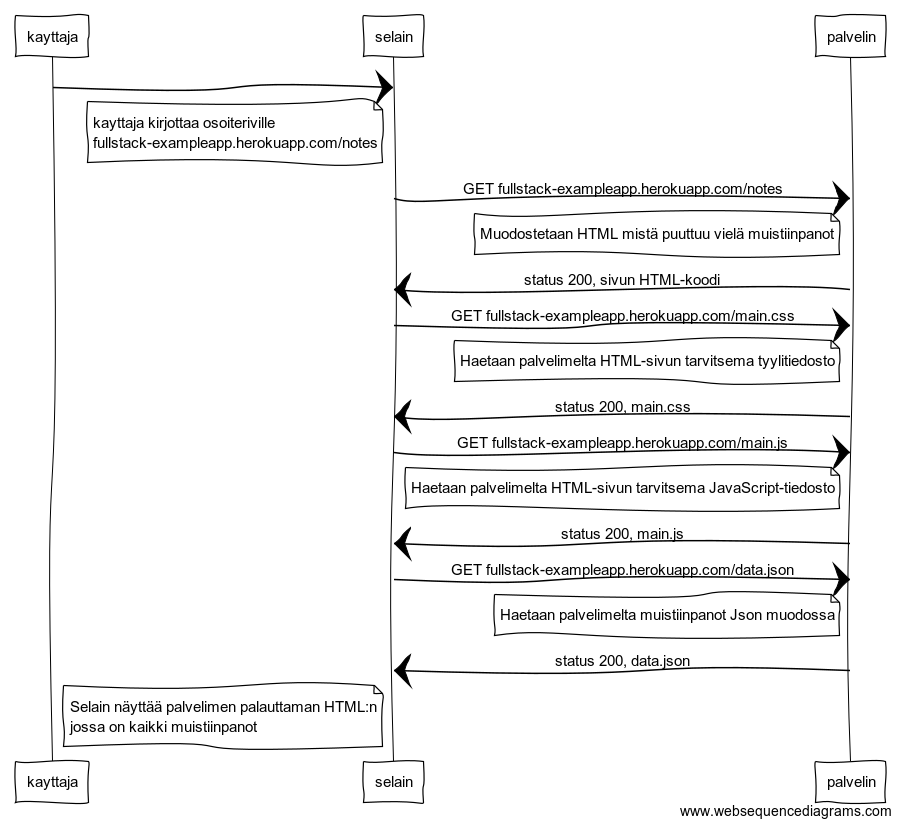 kayttaja
selain
palvelin
kayttaja kirjottaa osoiteriville
fullstack-exampleapp.herokuapp.com/notes
GET fullstack-exampleapp.herokuapp.com/notes
Muodostetaan HTML mistä puuttuu vielä muistiinpanot
status 200, sivun HTML-koodi
GET fullstack-exampleapp.herokuapp.com/main.css
Haetaan palvelimelta HTML-sivun tarvitsema tyylitiedosto
status 200, main.css
GET fullstack-exampleapp.herokuapp.com/main.js
Haetaan palvelimelta HTML-sivun tarvitsema JavaScript-tiedosto
status 200, main.js
GET fullstack-exampleapp.herokuapp.com/data.json
Haetaan palvelimelta muistiinpanot Json muodossa
status 200, data.json
Selain näyttää palvelimen palauttaman HTML:n
jossa on kaikki muistiinpanot
kayttaja
selain
palvelin
www.websequencediagrams.com